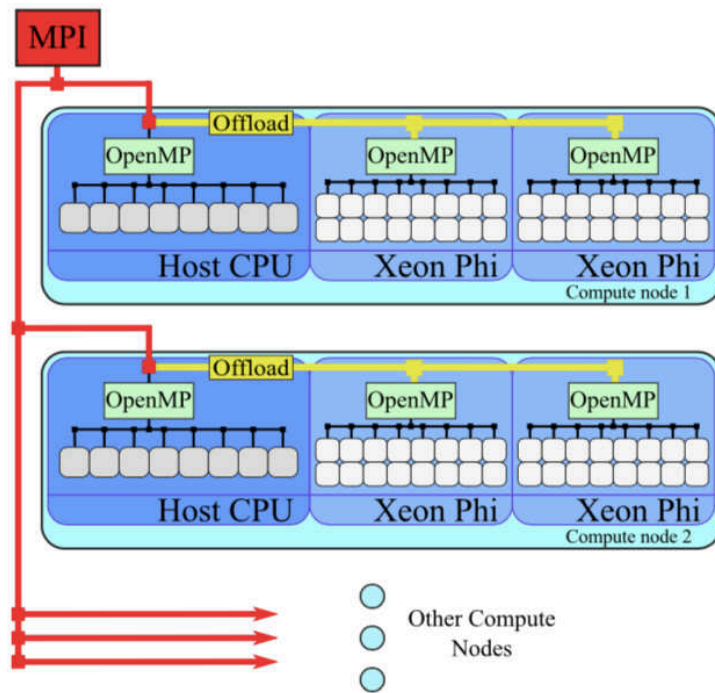 MPI
Offload
OpenMP
OpenMP
OpenMP
Host CPU
Xeon Phi
Xeon Phi
Compute node 1
Offload
OpenMP
OpenMP
OpenMP
Host CPU
Xeon Phi
Xeon Phi
Compute node 2
Other Compute
Nodes